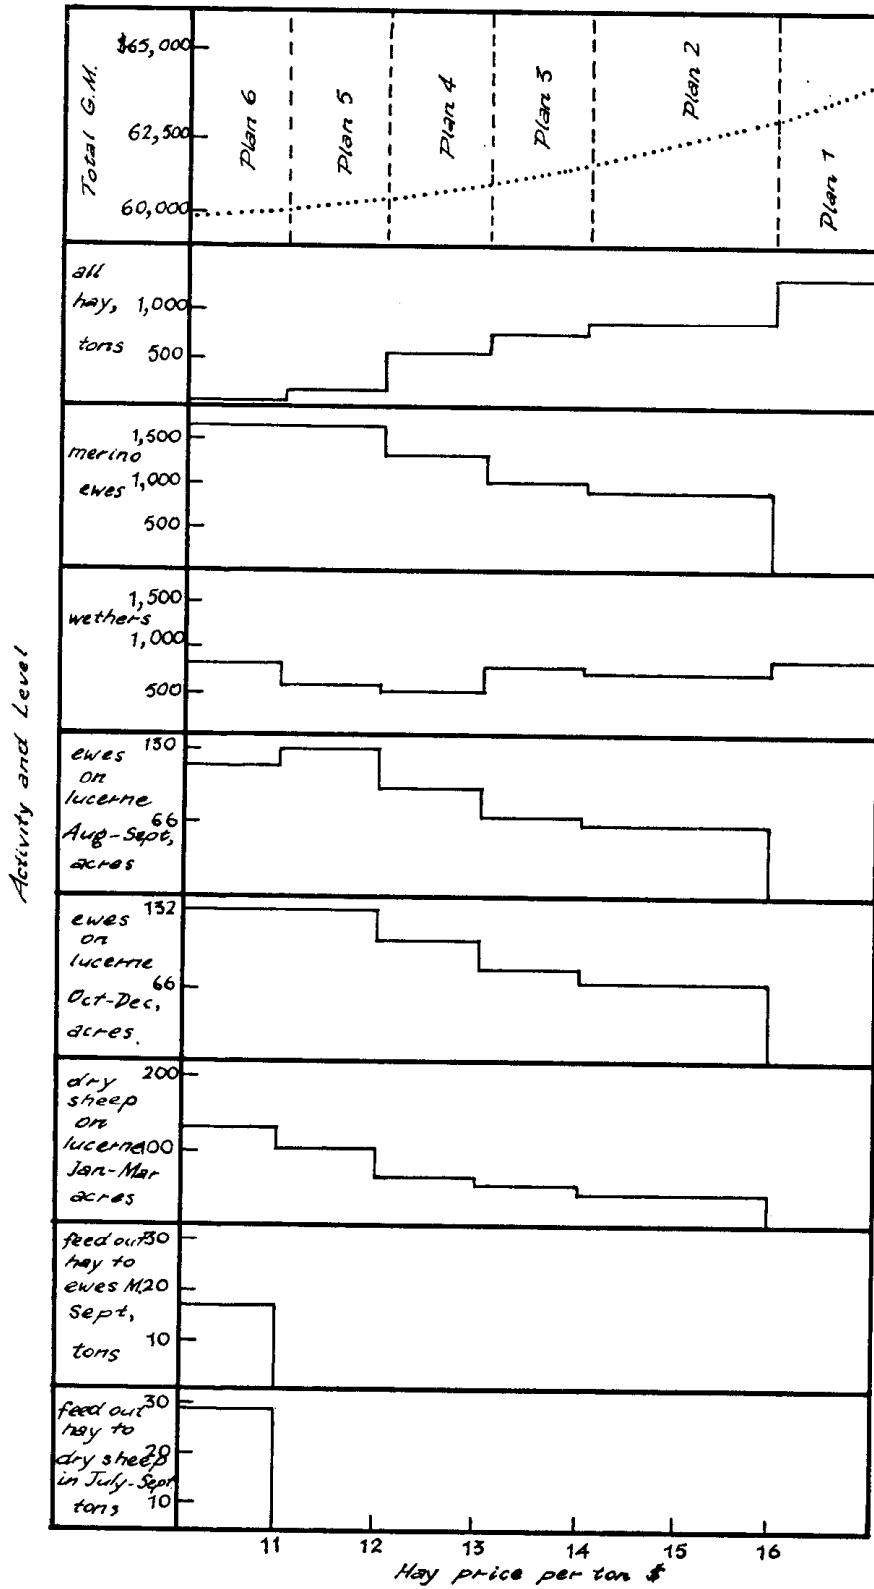 Activity and Level
Total G.M.
$65,000
62,500
60,000
Plan 6
Plan 5
Plan 4
Plan 3
Plan 2
Plan 1
all
hay,
tons
1,000
500
merino
ewes
1,500
1,000
500
wethers
1,500
1,000
500
ewes
on
lucerne
Aug-Sept,
acres
130
66
ewes
on
lucerne
Oct-Dec,
acres.
132
66
dry
sheep
on
lucerne
Jan-Mar
acres
200
100
feed out
hay to
ewes M.
Sept,
tons
30
20
10
feed out
hay to
dry sheep
in July-Sept
tons
30
20
10
11 12 13 14 15 16
Hay price per ton $